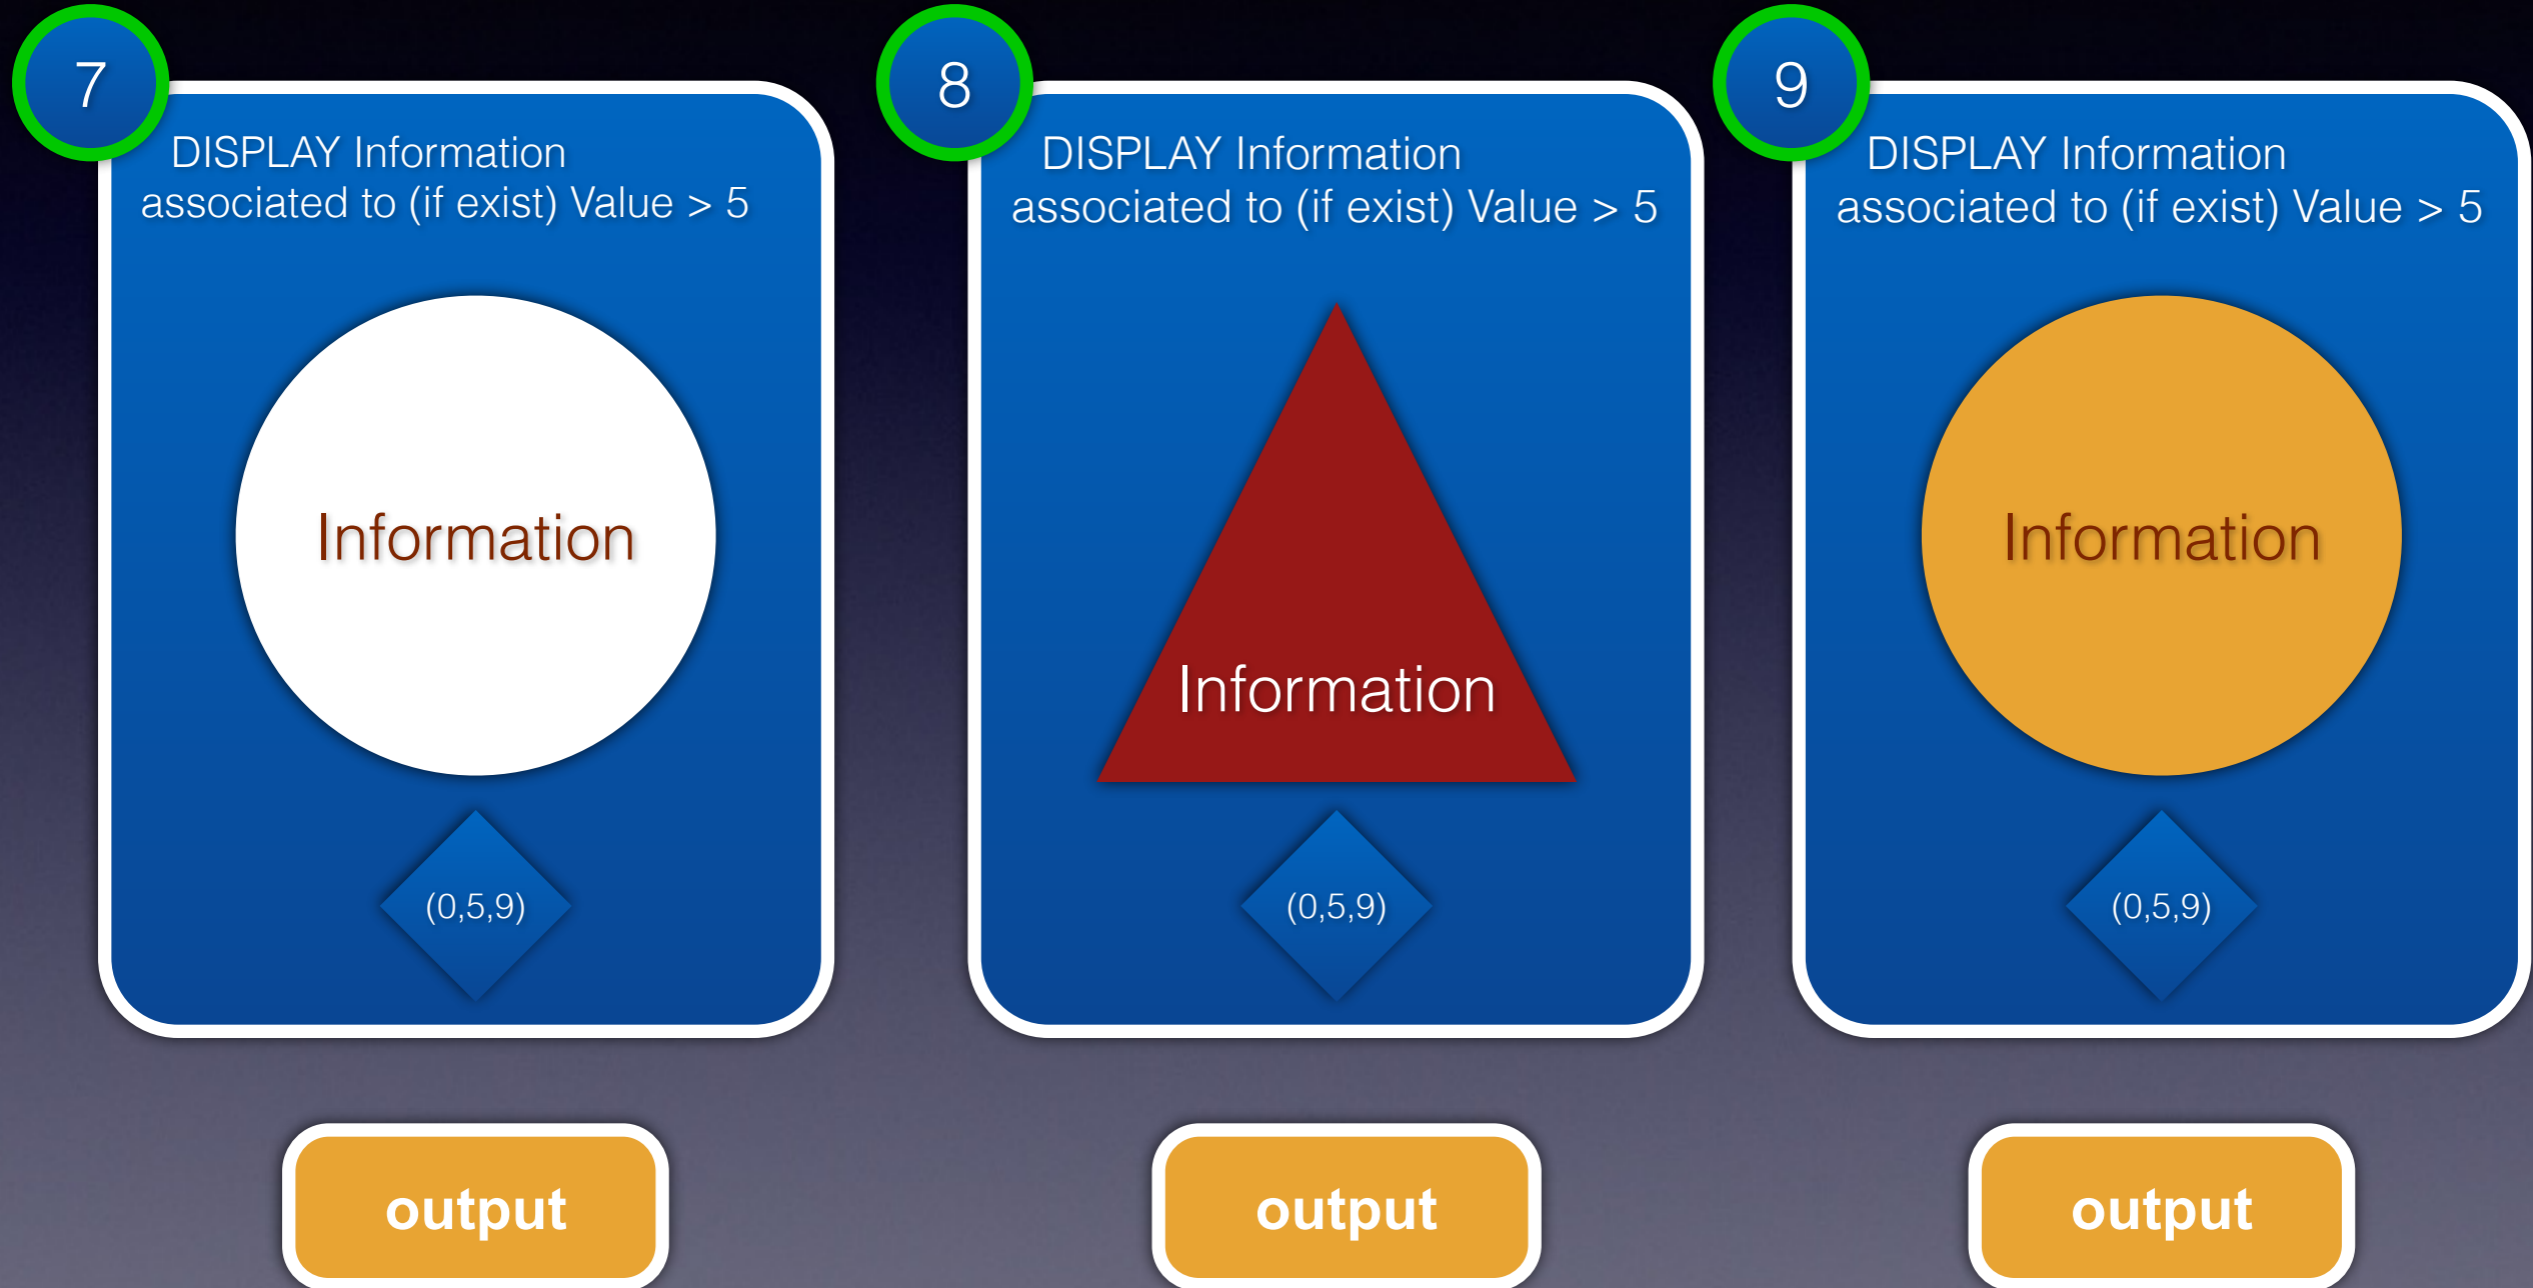 7
DISPLAY Information
associated to (if exist) Value > 5
Information
(0,5,9)
output
8
DISPLAY Information
associated to (if exist) Value > 5
Information
(0,5,9)
output
9
DISPLAY Information
associated to (if exist) Value > 5
Information
(0,5,9)
output